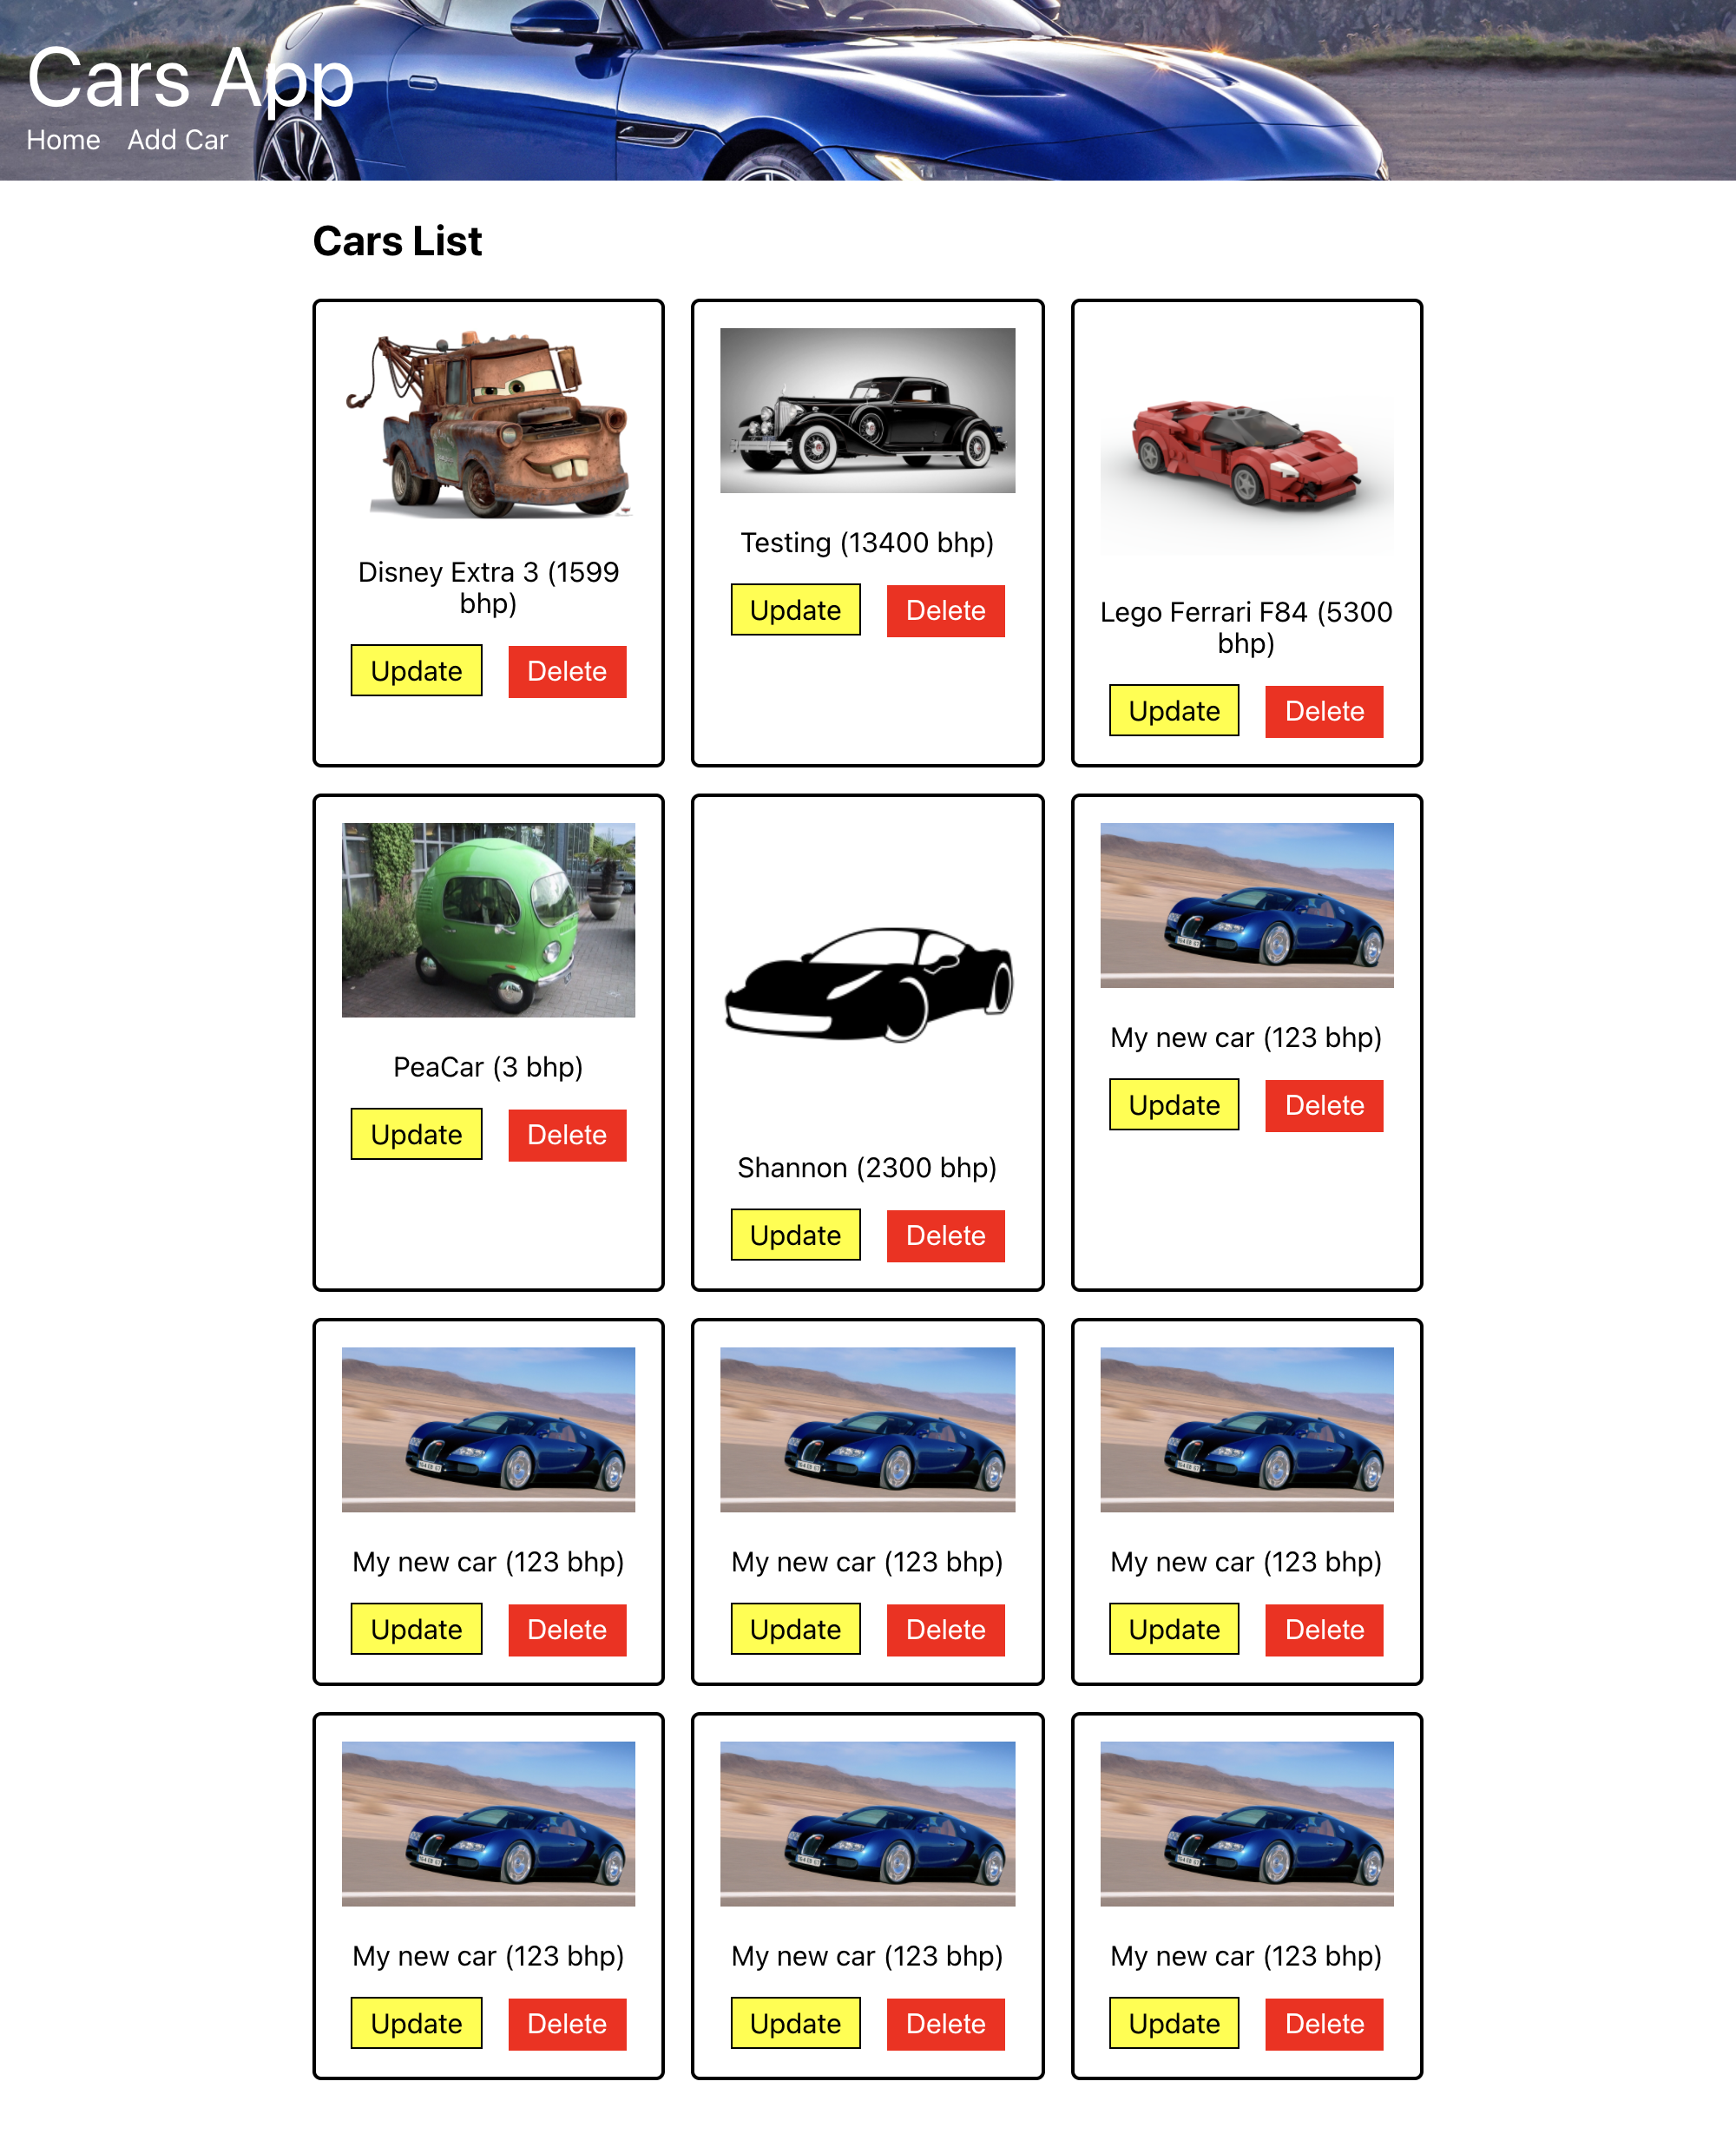 Cars App
Home Add Car
Cars List
Disney Extra 3 (1599
bhp)
Update Delete
Testing (13400 bhp)
Update Delete
Lego Ferrari F84 (5300
bhp)
Update Delete
PeaCar (3 bhp)
Update Delete
Shannon (2300 bhp)
Update Delete
My new car (123 bhp)
Update Delete
My new car (123 bhp)
Update Delete
My new car (123 bhp)
Update Delete
My new car (123 bhp)
Update Delete
My new car (123 bhp)
Update Delete
My new car (123 bhp)
Update Delete
My new car (123 bhp)
Update Delete